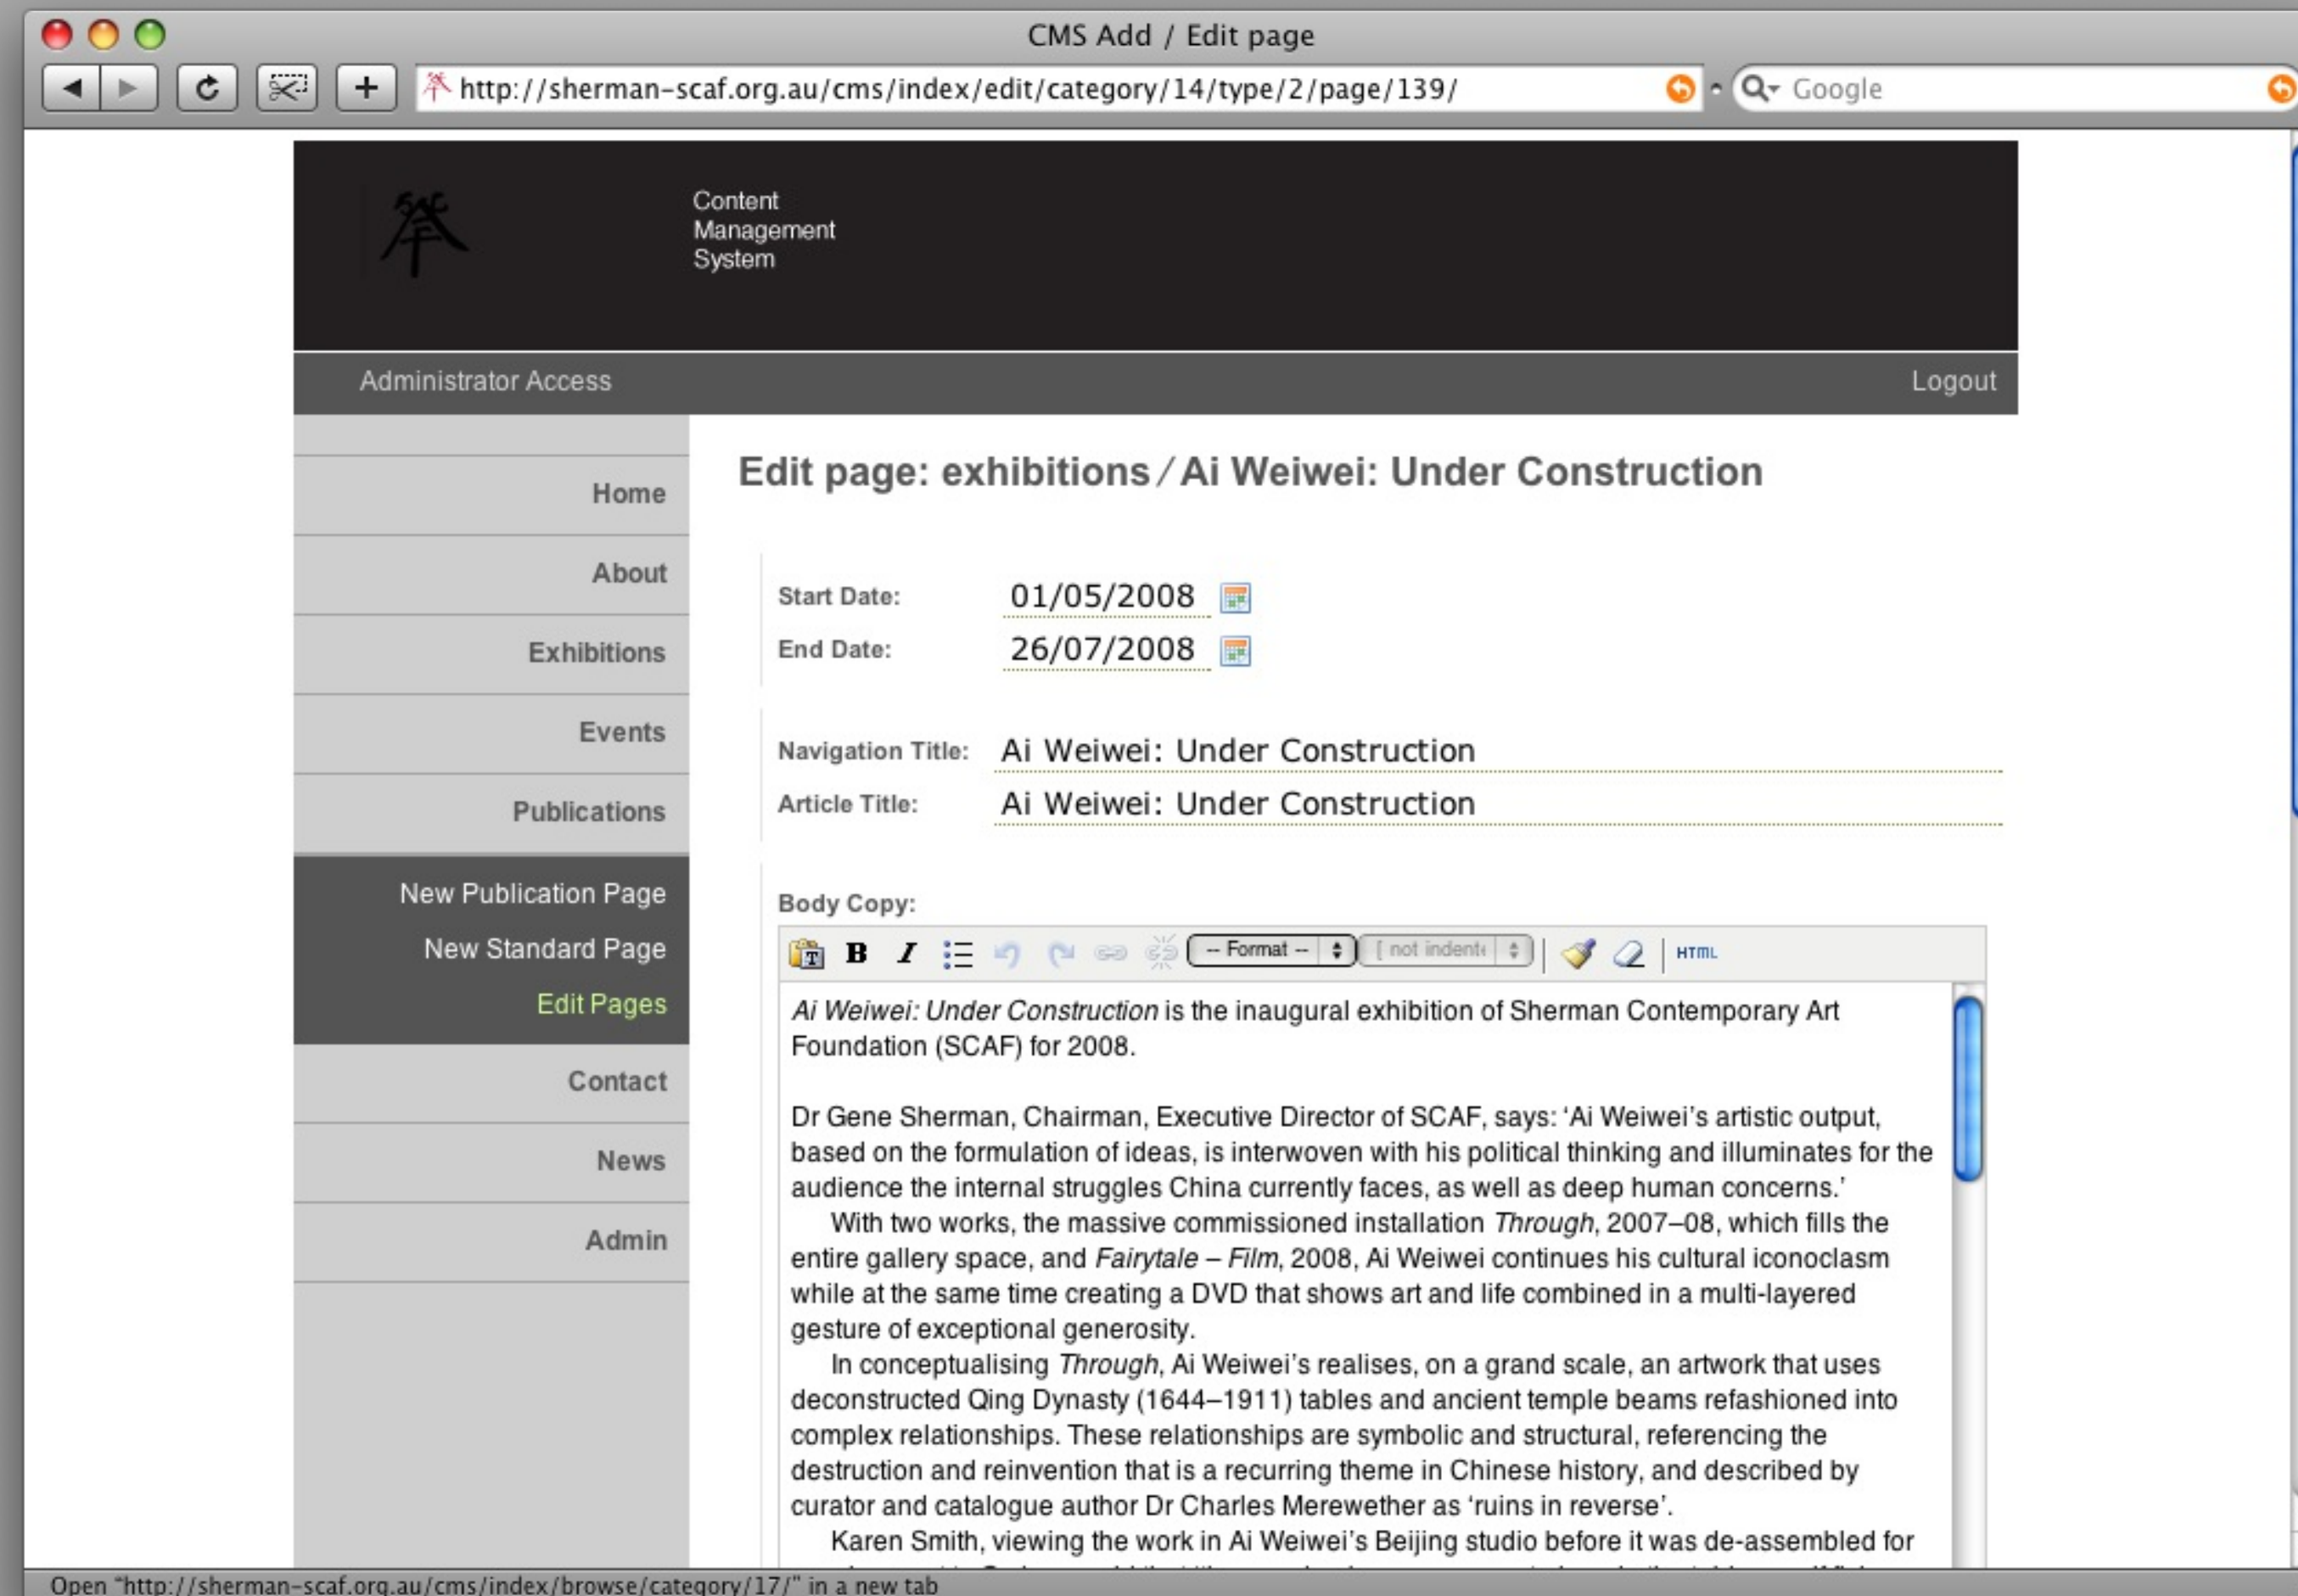 CMS Add / Edit page
http://sherman-scaf.org.au/cms/index/edit/category/14/type/2/page/139/
Google
Content
Management
System
Administrator Access
Logout
Home
About
Exhibitions
Events
Publications
New Publication Page
New Standard Page
Edit Pages
Contact
News
Admin
Edit page: exhibitions / Ai Weiwei: Under Construction
Start Date: 01/05/2008
End Date: 26/07/2008
Navigation Title: Ai Weiwei: Under Construction
Article Title: Ai Weiwei: Under Construction
Body Copy:
T B I -- Format -- [ not indente HTML
Ai Weiwei: Under Construction is the inaugural exhibition of Sherman Contemporary Art
Foundation (SCAF) for 2008.
Dr Gene Sherman, Chairman, Executive Director of SCAF, says: ‘Ai Weiwei’s artistic output,
based on the formulation of ideas, is interwoven with his political thinking and illuminates for the
audience the internal struggles China currently faces, as well as deep human concerns.’
With two works, the massive commissioned installation Through, 2007–08, which fills the
entire gallery space, and Fairytale – Film, 2008, Ai Weiwei continues his cultural iconoclasm
while at the same time creating a DVD that shows art and life combined in a multi-layered
gesture of exceptional generosity.
In conceptualising Through, Ai Weiwei’s realises, on a grand scale, an artwork that uses
deconstructed Qing Dynasty (1644–1911) tables and ancient temple beams refashioned into
complex relationships. These relationships are symbolic and structural, referencing the
destruction and reinvention that is a recurring theme in Chinese history, and described by
curator and catalogue author Dr Charles Merewether as ‘ruins in reverse’.
Karen Smith, viewing the work in Ai Weiwei’s Beijing studio before it was de-assembled for
Open “http://sherman-scaf.org.au/cms/index/browse/category/17/” in a new tab